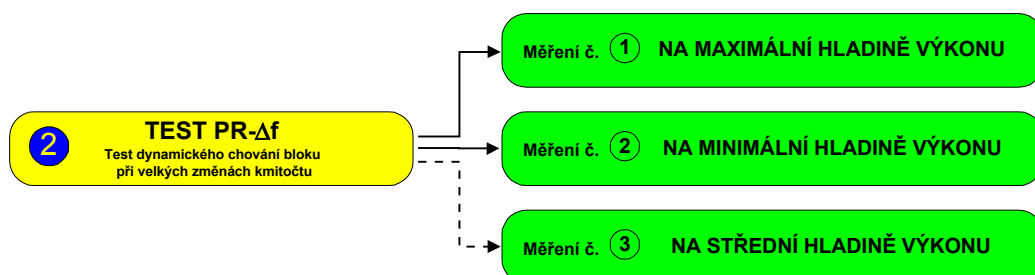 Měření č. 1 NA MAXIMÁLNÍ HLADINĚ VÝKONU
2 TEST PR-Δf
Test dynamického chování bloku
při velkých změnách kmitočtu
Měření č. 2 NA MINIMÁLNÍ HLADINĚ VÝKONU
Měření č. 3 NA STŘEDNÍ HLADINĚ VÝKONU